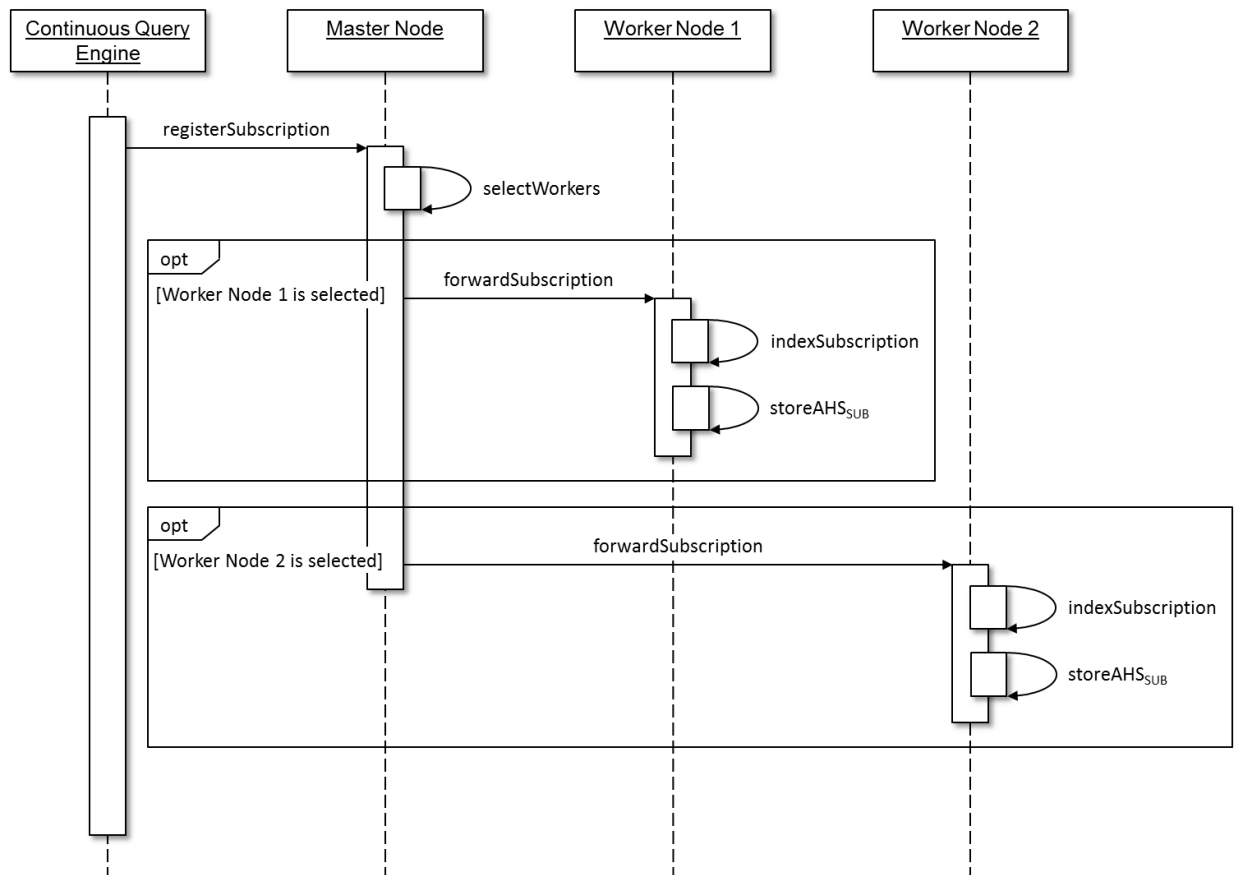 Continuous Query
Engine
Master Node
Worker Node 1
Worker Node 2
registerSubscription
selectWorkers
opt
[Worker Node 1 is selected]
forwardSubscription
indexSubscription
storeAHSSUB
opt
[Worker Node 2 is selected]
forwardSubscription
indexSubscription
storeAHSSUB